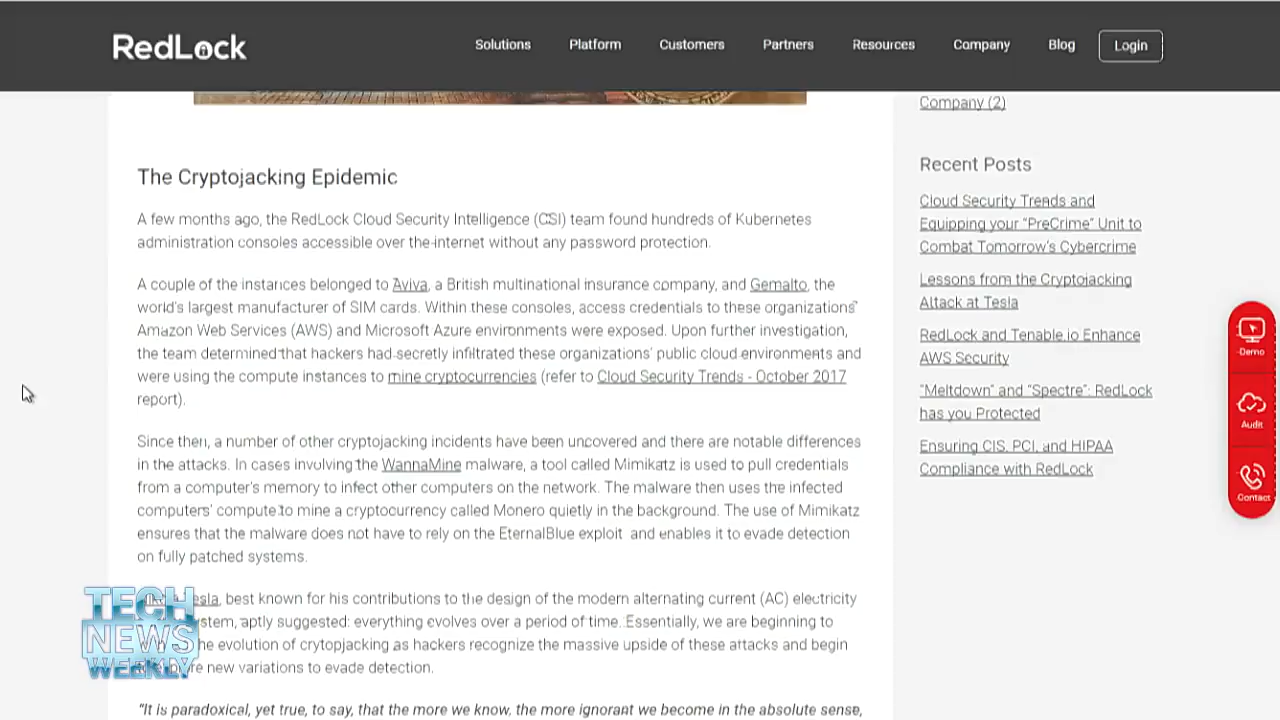 RedLock
Solutions Platform Customers Partners Resources Company Blog Login
The Cryptojacking Epidemic
A few months ago, the RedLock Cloud Security Intelligence (CSI) team found hundreds of Kubernetes
administration consoles accessible over the internet without any password protection.
A couple of the instances belonged to Aviva, a British multinational insurance company, and Gemalto, the
world's largest manufacturer of SIM cards. Within these consoles, access credentials to these organizations'
Amazon Web Services (AWS) and Microsoft Azure environments were exposed. Upon further investigation,
the team determined that hackers had secretly infiltrated these organizations' public cloud environments and
were using the compute instances to mine cryptocurrencies (refer to Cloud Security Trends - October 2017
report).
Since then, a number of other cryptojacking incidents have been uncovered and there are notable differences
in the attacks. In cases involving the WannaMine malware, a tool called Mimikatz is used to pull credentials
from a computer's memory to infect other computers on the network. The malware then uses the infected
computers' compute to mine a cryptocurrency called Monero quietly in the background. The use of Mimikatz
ensures that the malware does not have to rely on the EternalBlue exploit and enables it to evade detection
on fully patched systems.
best known for his contributions to the design of the modern alternating current (AC) electricity
aptly suggested: everything evolves over a period of time. Essentially, we are beginning to
evolution of crytopjacking as hackers recognize the massive upside of these attacks and begin
new variations to evade detection.
"It is paradoxical, yet true, to say, that the more we know, the more ignorant we become in the absolute sense,
Company (2)
Recent Posts
Cloud Security Trends and
Equipping your "PreCrime" Unit to
Combat Tomorrow's Cybercrime
Lessons from the Cryptojacking
Attack at Tesla
RedLock and Tenable.io Enhance
AWS Security
"Meltdown" and "Spectre": RedLock
has you Protected
Ensuring CIS, PCI, and HIPAA
Compliance with RedLock
Demo
Audit
Contact
TECH
NEWS
WEEKLY